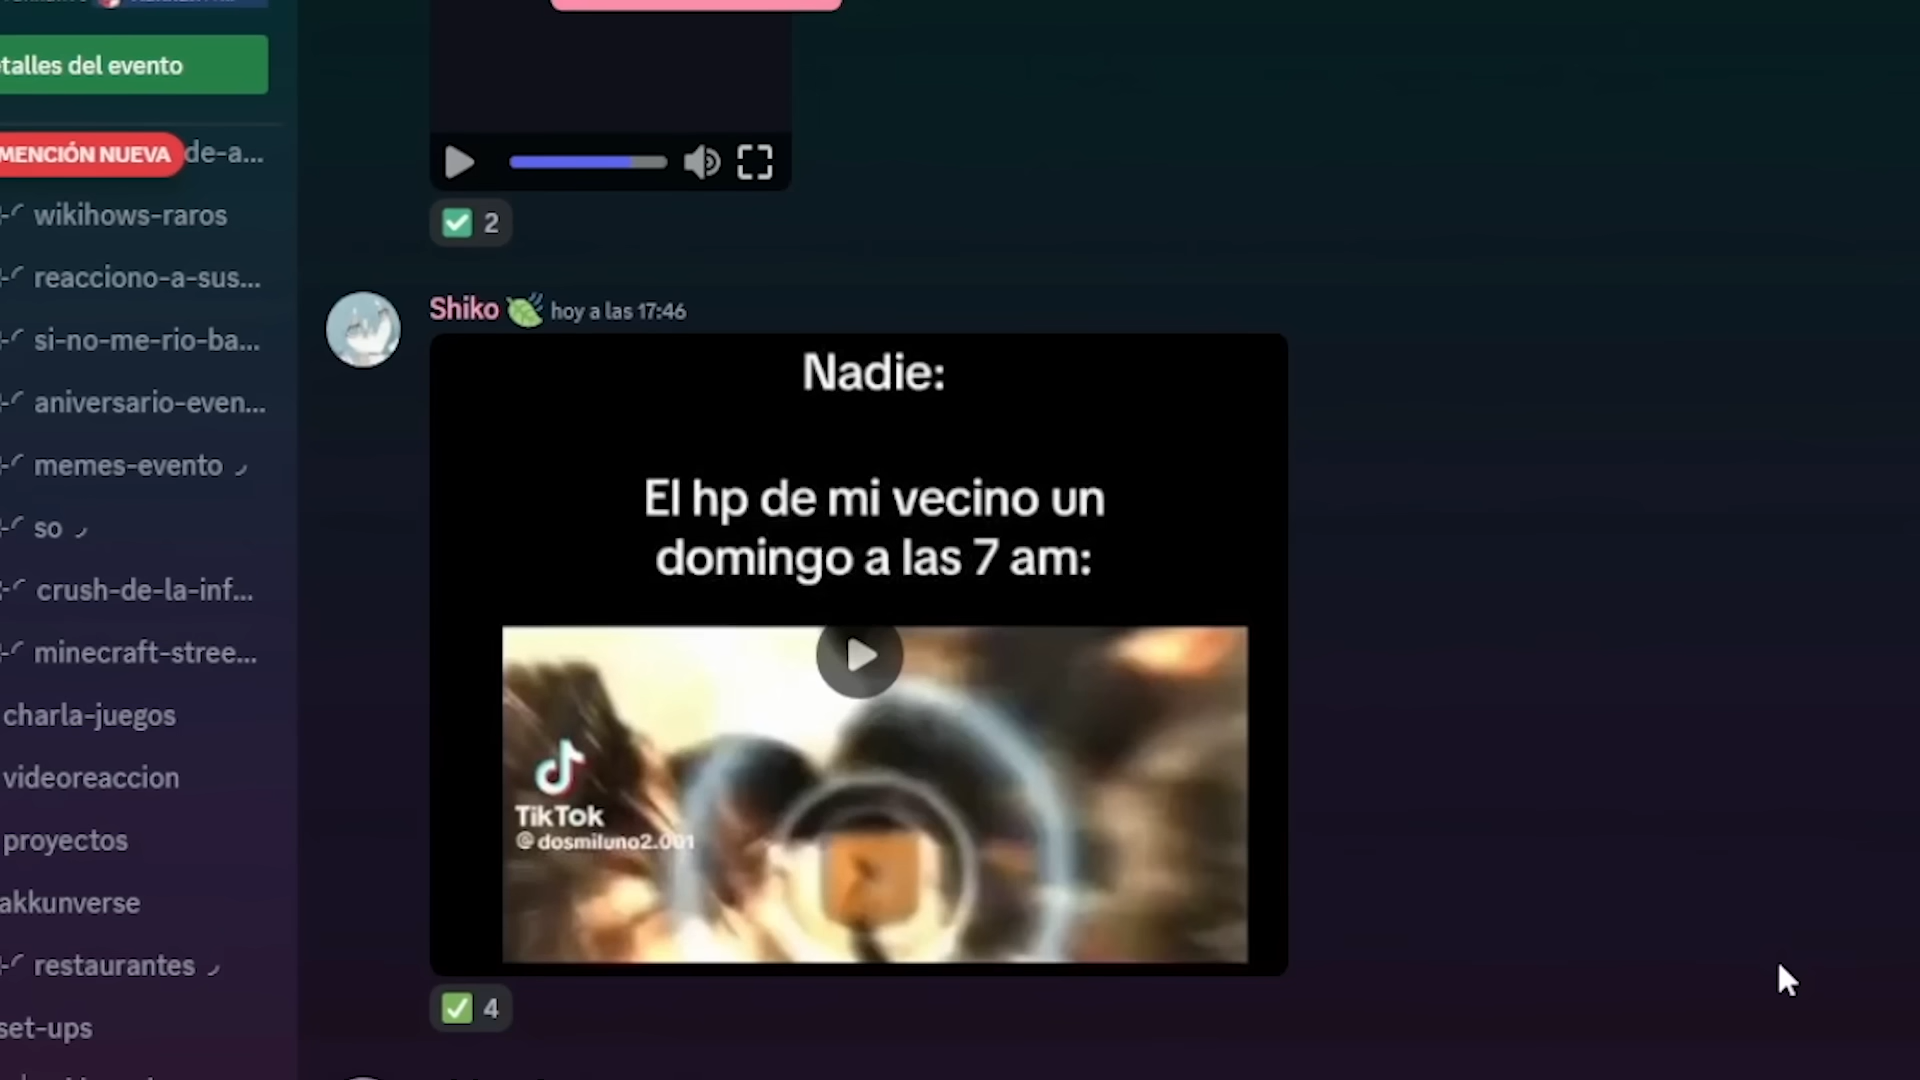 talles del evento
MENCIÓN NUEVA
de-a...
wikihows-raros
reacciono-a-sus...
si-no-me-rio-ba...
aniversario-even...
memes-evento
so
crush-de-la-inf...
minecraft-stree...
charla-juegos
videoreaccion
proyectos
akkunverse
restaurantes
set-ups
2
Shiko hoy a las 17:46
Nadie:
El hp de mi vecino un
domingo a las 7 am:
TikTok
@dosmiluno2.001
4